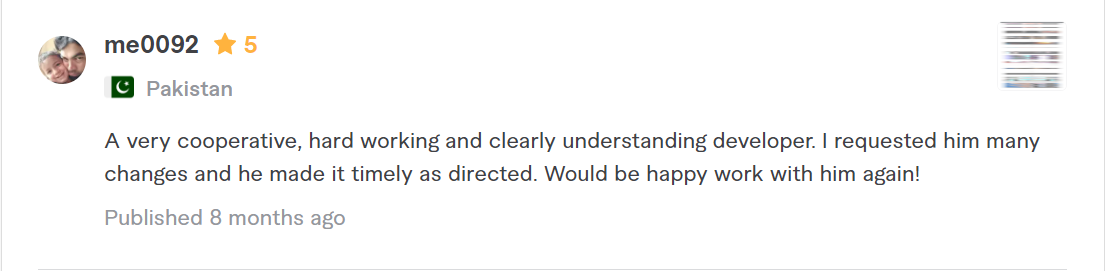 me0092 ★ 5
Pakistan
A very cooperative, hard working and clearly understanding developer. I requested him many
changes and he made it timely as directed. Would be happy work with him again!
Published 8 months ago